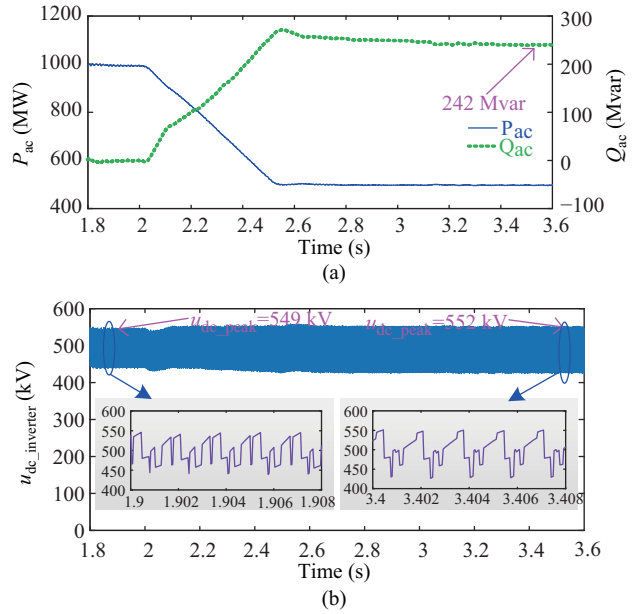 1200
1000
800
600
400
P_ac (MW)
300
200
100
0
−100
Q_ac (Mvar)
242 Mvar
Pac
Qac
1.8 2 2.2 2.4 2.6 2.8 3 3.2 3.4 3.6
Time (s)
(a)
600
500
400
300
200
100
0
u_dc_inverter (kV)
u_dc_peak=549 kV u_dc_peak=552 kV
600
550
500
450
400
1.9 1.902 1.904 1.906 1.908
600
550
500
450
400
3.4 3.402 3.404 3.406 3.408
1.8 2 2.2 2.4 2.6 2.8 3 3.2 3.4 3.6
Time (s)
(b)